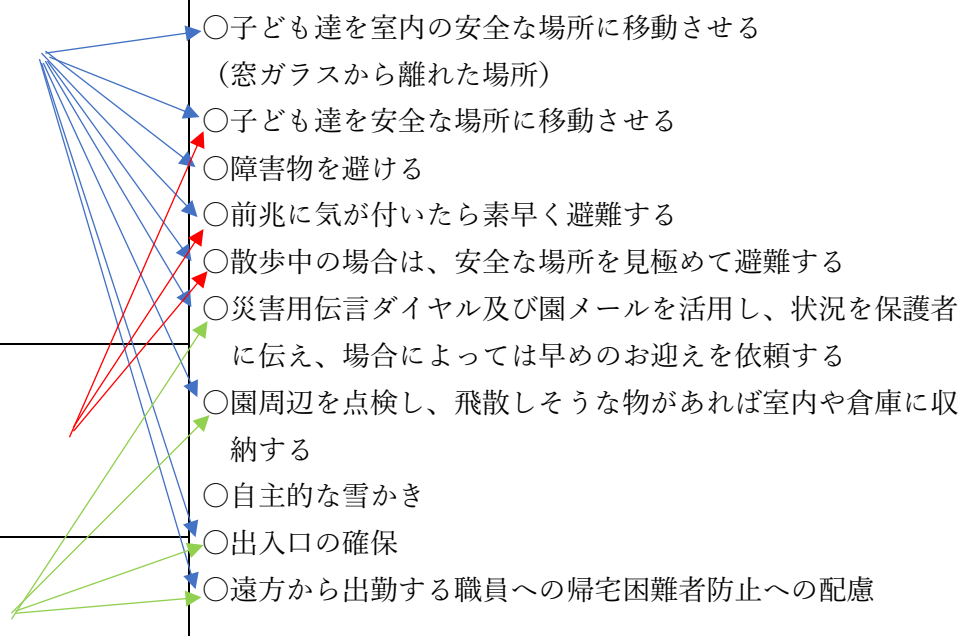 〇子ども達を室内の安全な場所に移動させる
（窓ガラスから離れた場所）
〇子ども達を安全な場所に移動させる
〇障害物を避ける
〇前兆に気が付いたら素早く避難する
〇散歩中の場合は、安全な場所を見極めて避難する
〇災害用伝言ダイヤル及び園メールを活用し、状況を保護者
に伝え、場合によっては早めのお迎えを依頼する
〇園周辺を点検し、飛散しそうな物があれば室内や倉庫に収
納する
〇自主的な雪かき
〇出入口の確保
〇遠方から出勤する職員への帰宅困難者防止への配慮